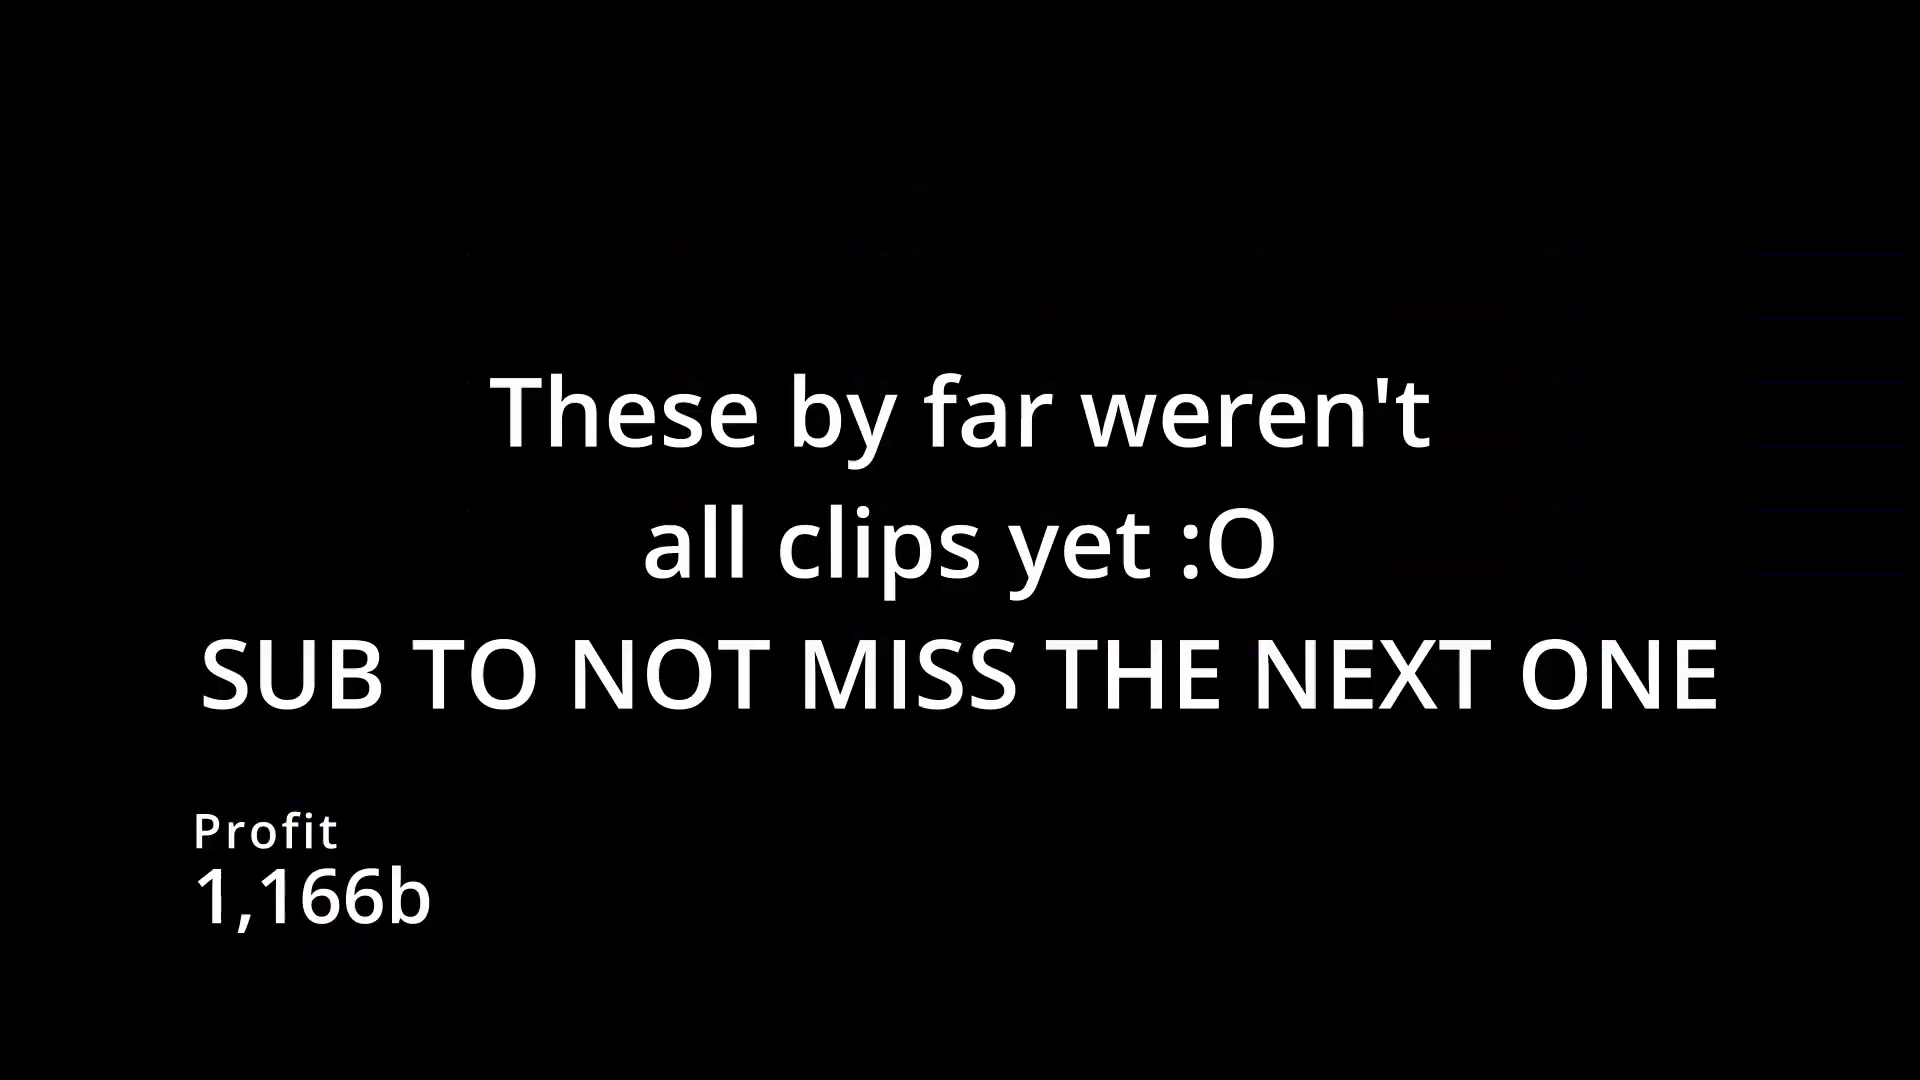 These by far weren't
all clips yet :O
SUB TO NOT MISS THE NEXT ONE
Profit
1,166b